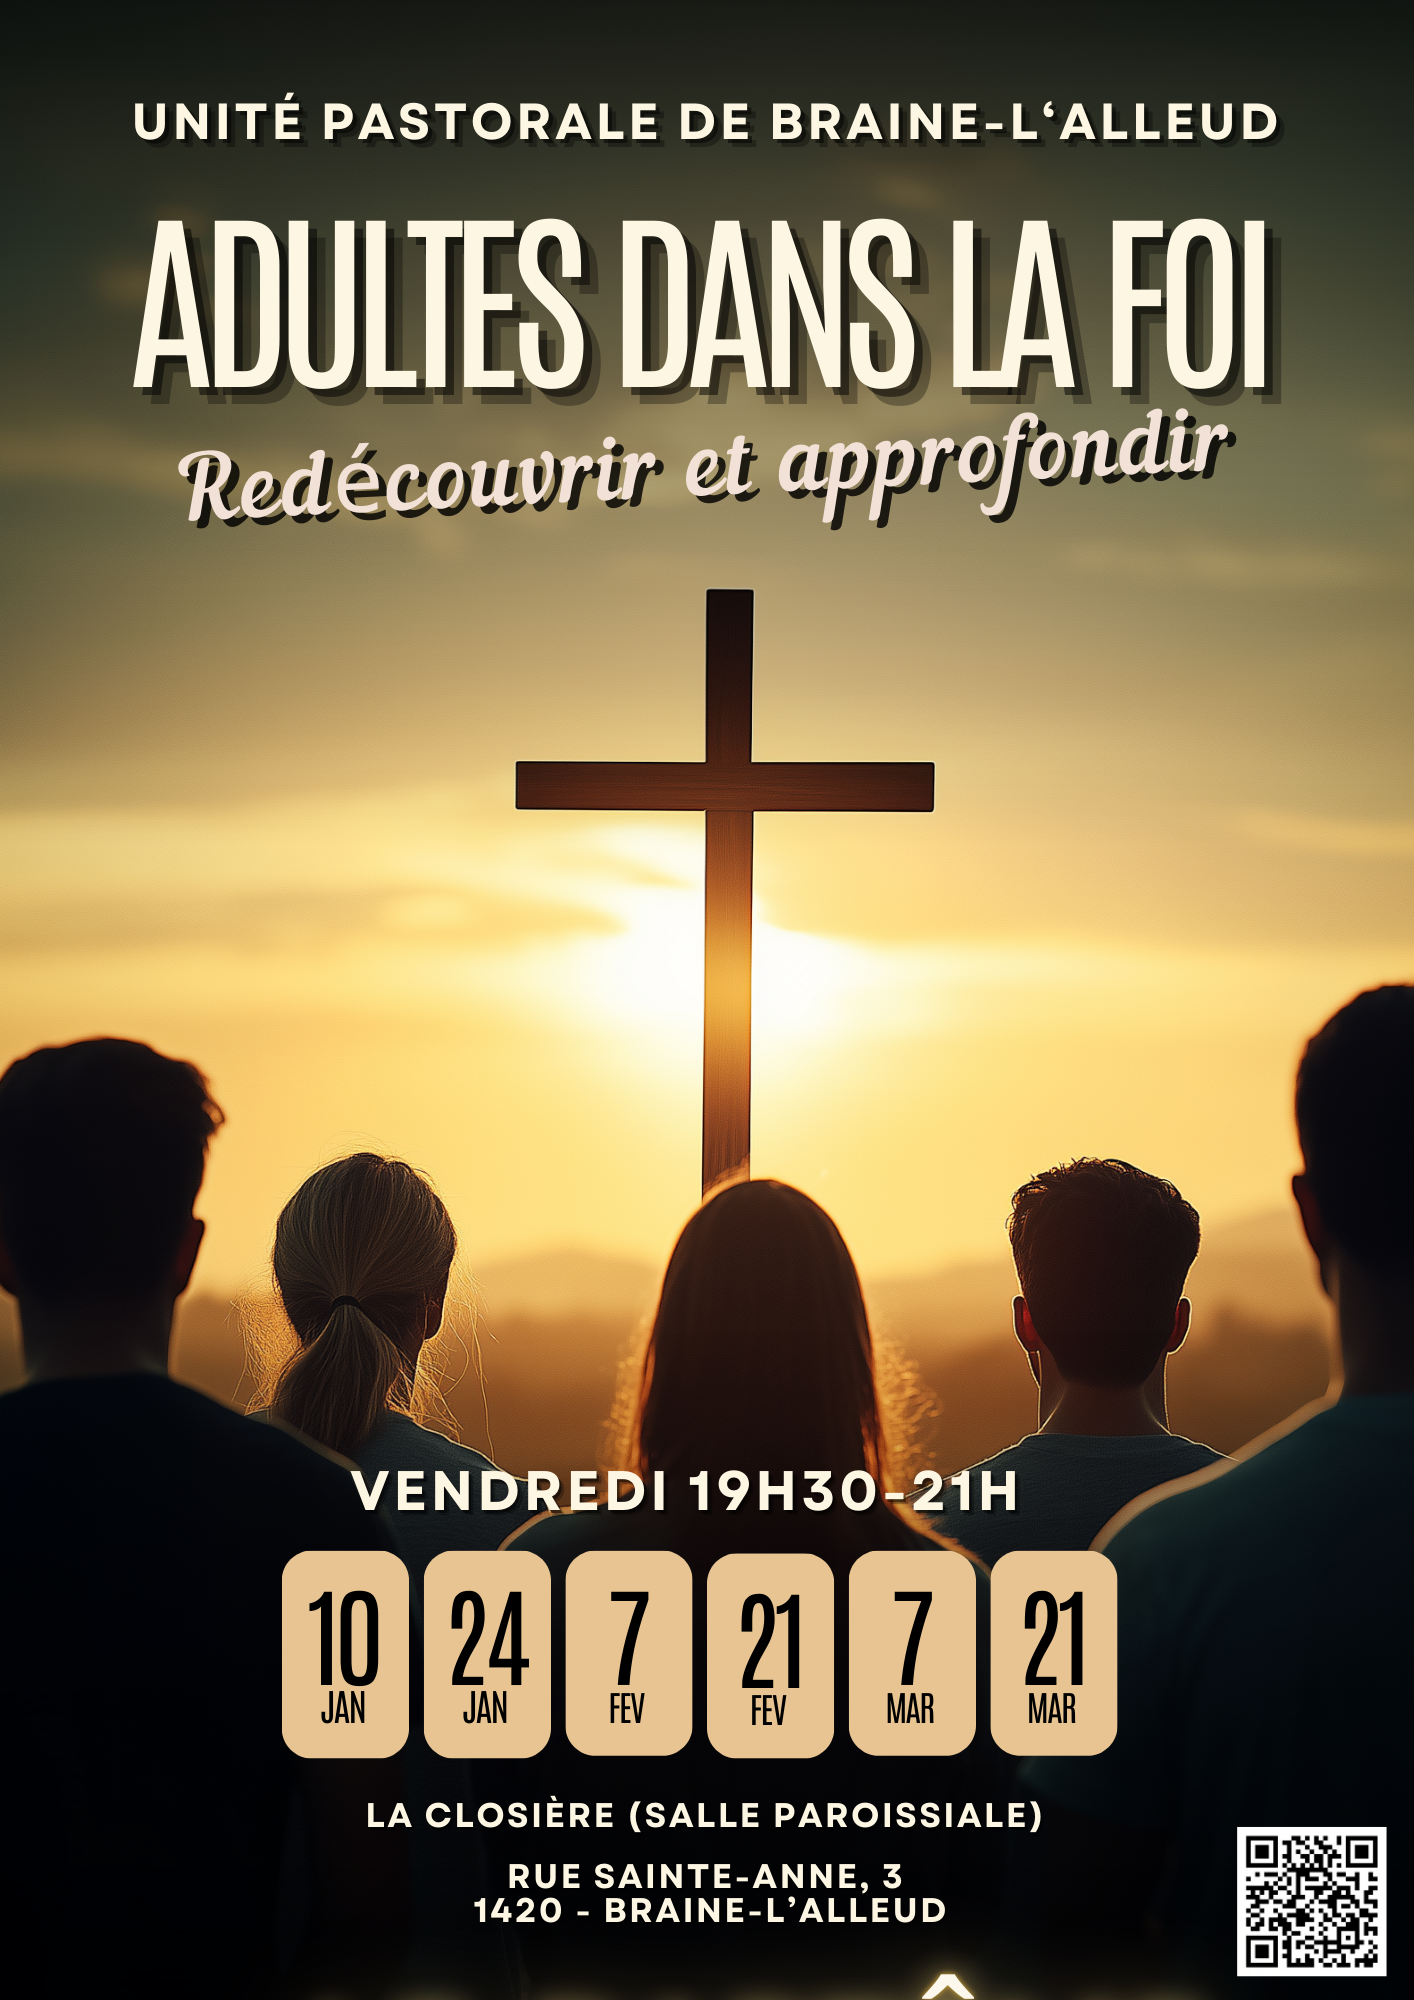 UNITÉ PASTORALE DE BRAINE-L‘ALLEUD
ADULTES DANS LA FOI
Redécouvrir et approfondir
VENDREDI 19H30-21H
10 JAN
24 JAN
7 FEV
21 FEV
7 MAR
21 MAR
LA CLOSIÈRE (SALLE PAROISSIALE)
RUE SAINTE-ANNE, 3
1420 - BRAINE-L’ALLEUD